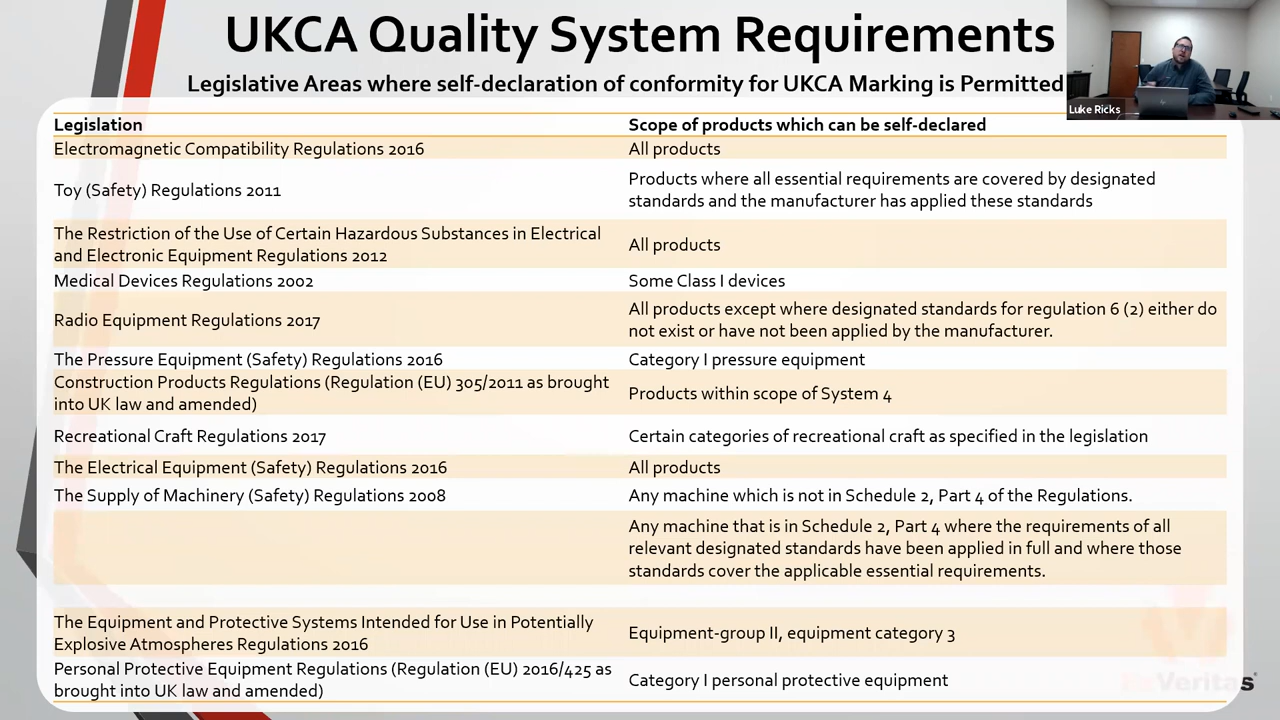 UKCA Quality System Requirements
Legislative Areas where self-declaration of conformity for UKCA Marking is Permitted
Luke Ricks
Legislation
Scope of products which can be self-declared
Electromagnetic Compatibility Regulations 2016
All products
Toy (Safety) Regulations 2011
Products where all essential requirements are covered by designated
standards and the manufacturer has applied these standards
The Restriction of the Use of Certain Hazardous Substances in Electrical
and Electronic Equipment Regulations 2012
All products
Medical Devices Regulations 2002
Some Class I devices
Radio Equipment Regulations 2017
All products except where designated standards for regulation 6 (2) either do
not exist or have not been applied by the manufacturer.
The Pressure Equipment (Safety) Regulations 2016
Category I pressure equipment
Construction Products Regulations (Regulation (EU) 305/2011 as brought
into UK law and amended)
Products within scope of System 4
Recreational Craft Regulations 2017
Certain categories of recreational craft as specified in the legislation
The Electrical Equipment (Safety) Regulations 2016
All products
The Supply of Machinery (Safety) Regulations 2008
Any machine which is not in Schedule 2, Part 4 of the Regulations.
Any machine that is in Schedule 2, Part 4 where the requirements of all
relevant designated standards have been applied in full and where those
standards cover the applicable essential requirements.
The Equipment and Protective Systems Intended for Use in Potentially
Explosive Atmospheres Regulations 2016
Equipment-group II, equipment category 3
Personal Protective Equipment Regulations (Regulation (EU) 2016/425 as
brought into UK law and amended)
Category I personal protective equipment